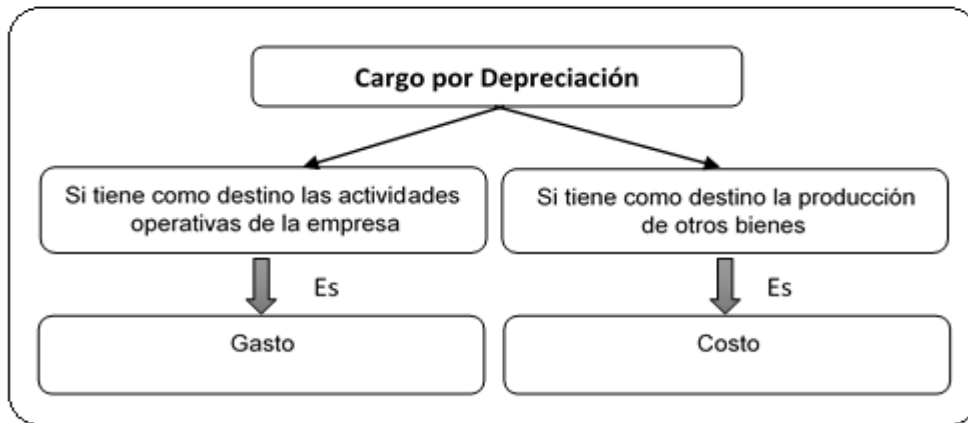 Cargo por Depreciación
Si tiene como destino las actividades
operativas de la empresa
Si tiene como destino la producción
de otros bienes
Es
Es
Gasto
Costo